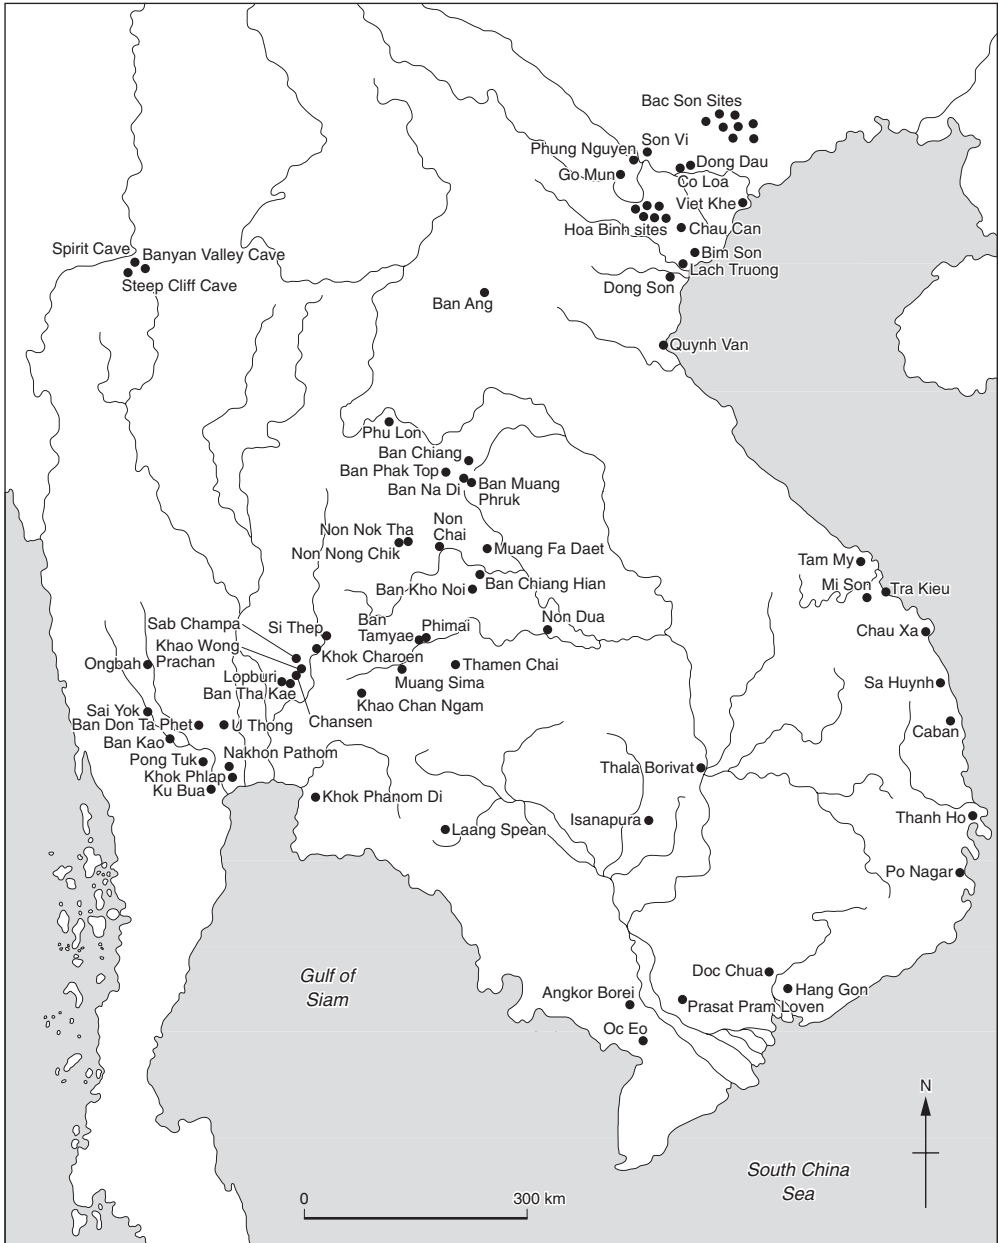 Bac Son Sites
Son Vi
Phung Nguyen
Dong Dau
Go Mun
Co Loa
Viet Khe
Hoa Binh sites
Chau Can
Spirit Cave
Banyan Valley Cave
Bim Son
Lach Truong
Steep Cliff Cave
Dong Son
Ban Ang
Quynh Van
Phu Lon
Ban Chiang
Ban Phak Top
Ban Na Di
Ban Muang
Phruk
Non
Chai
Non Nok Tha
Non Nong Chik
Muang Fa Daet
Tam My
Ban Chiang Hian
Ban Kho Noi
Mi Son
Tra Kieu
Sab Champa
Si Thep
Ban
Tamyae
Phimai
Non Dua
Chau Xa
Khao Wong
Prachan
Khok Charoen
Ongbah
Thamen Chai
Lopburi
Muang Sima
Ban Tha Kae
Khao Chan Ngam
Sa Huynh
Sai Yok
Chansen
Ban Don Ta Phet
U Thong
Caban
Ban Kao
Nakhon Pathom
Pong Tuk
Thala Borivat
Khok Phlap
Ku Bua
Khok Phanom Di
Isanapura
Thanh Ho
Laang Spean
Po Nagar
Gulf of
Siam
Doc Chua
Hang Gon
Angkor Borei
Prasat Pram Loven
Oc Eo
N
South China
Sea
0
300 km